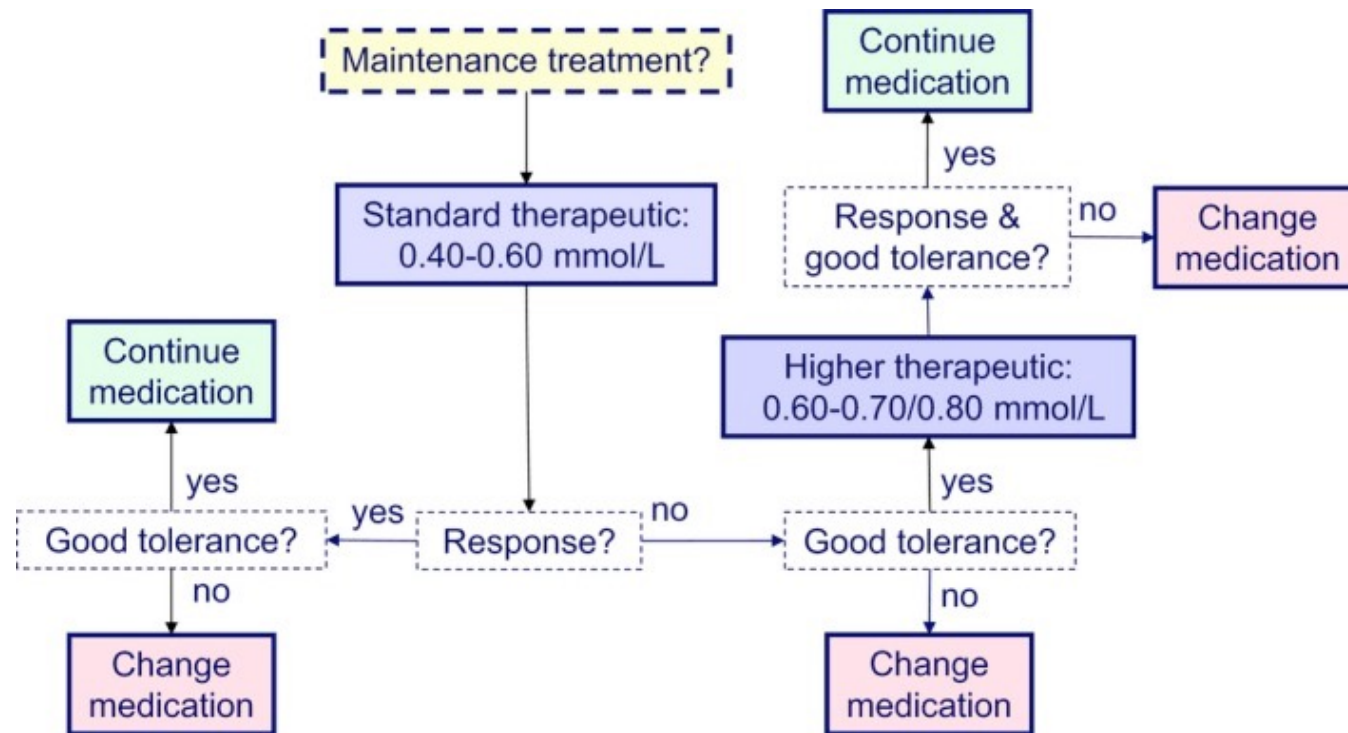 Maintenance treatment?
Standard therapeutic:
0.40-0.60 mmol/L
Response?
yes
Good tolerance?
yes
Continue
medication
no
Change
medication
no
Good tolerance?
no
Change
medication
yes
Higher therapeutic:
0.60-0.70/0.80 mmol/L
Response &
good tolerance?
yes
Continue
medication
no
Change
medication